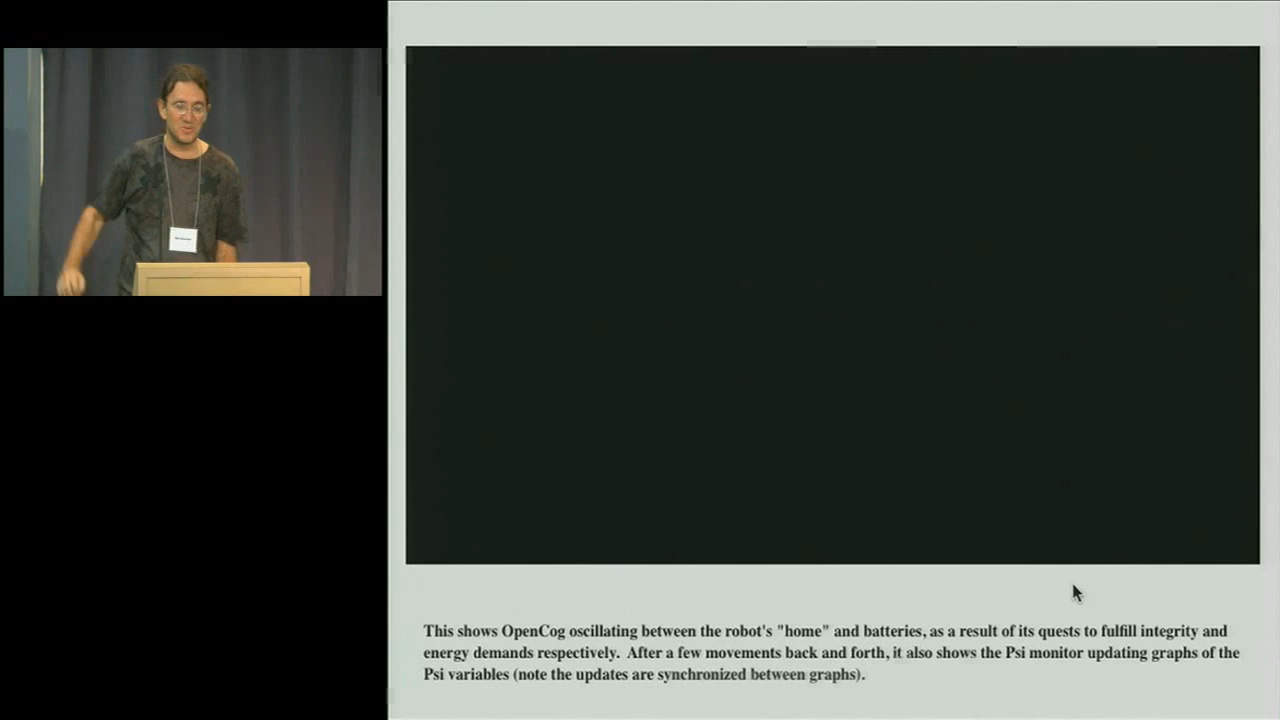 This shows OpenCog oscillating between the robot's "home" and batteries, as a result of its quests to fulfill integrity and
energy demands respectively.  After a few movements back and forth, it also shows the Psi monitor updating graphs of the
Psi variables (note the updates are synchronized between graphs).